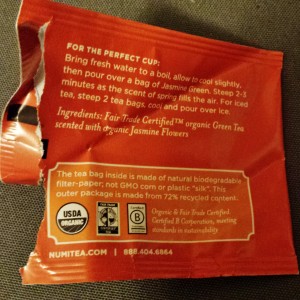 FOR THE PERFECT CUP:
Bring fresh water to a boil, allow to cool slightly,
then pour over a bag of Jasmine Green. Steep 2-3
minutes as the scent of spring fills the air. For iced
tea, steep 2 tea bags, cool and pour over ice.
Ingredients: Fair Trade Certified™ organic Green Tea
scented with organic Jasmine Flowers
The tea bag inside is made of natural biodegradable
filter-paper; not GMO corn or plastic "silk". This
outer package is made from 72% recycled content.
USDA
ORGANIC
Certified
B
Corporation
Organic & Fair Trade Certified.
Certified B Corporation, meeting
standards in sustainability
NUMITEA.COM | 888.404.6864